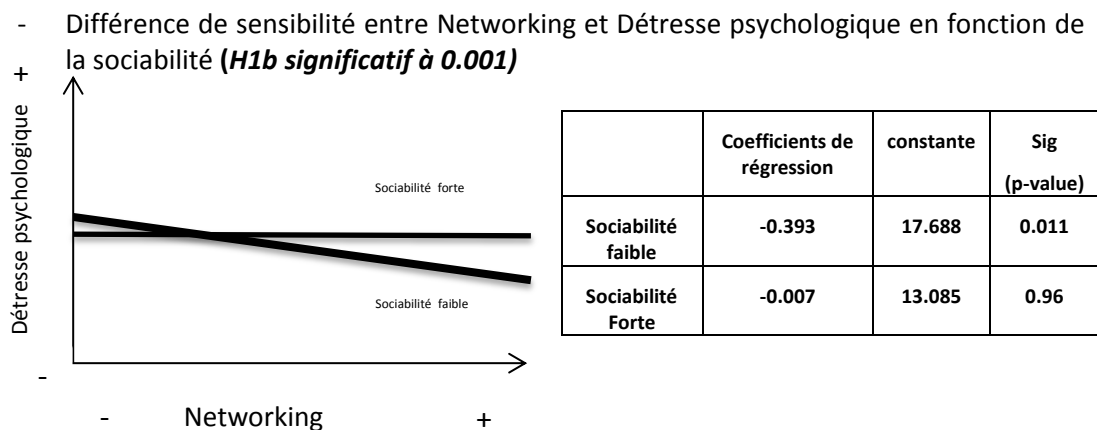 - Différence de sensibilité entre Networking et Détresse psychologique en fonction de
la sociabilité (H1b significatif à 0.001)
+
Détresse psychologique
Sociabilité forte
Sociabilité faible
-
- Networking +
Coefficients de régression constante Sig (p-value)
Sociabilité faible -0.393 17.688 0.011
Sociabilité Forte -0.007 13.085 0.96